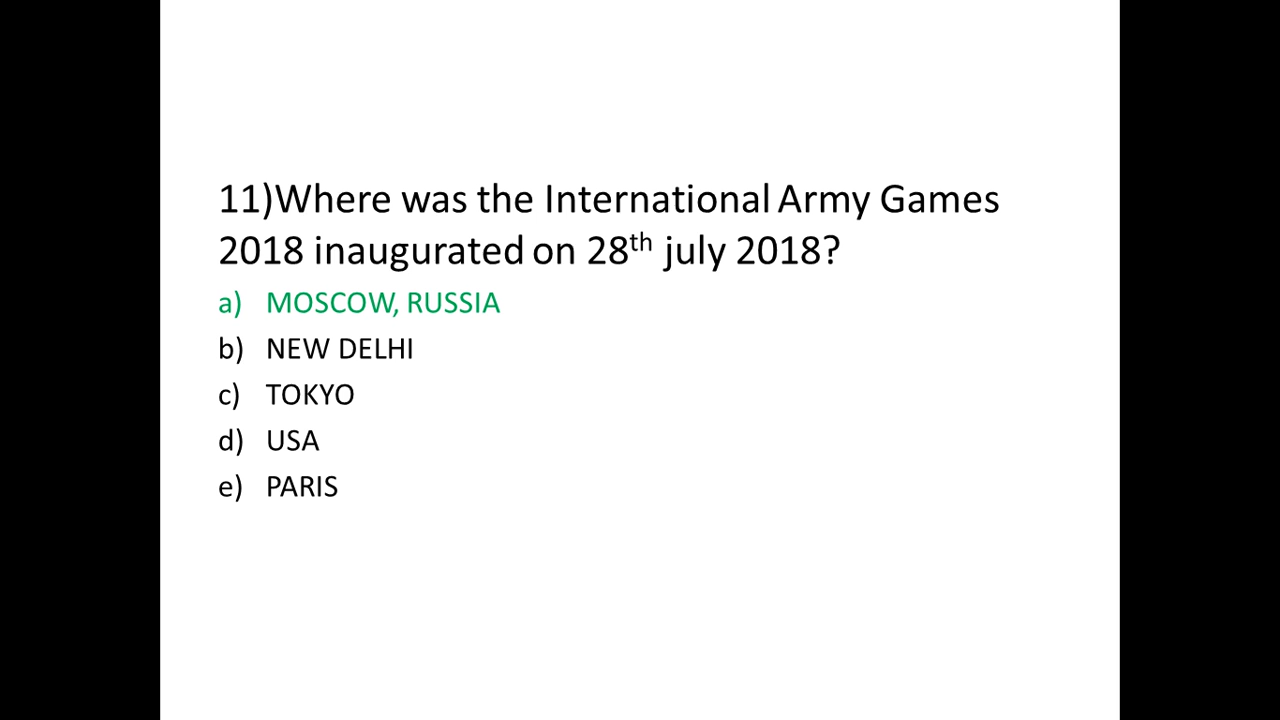 11)Where was the International Army Games
2018 inaugurated on 28th july 2018?
a) MOSCOW, RUSSIA
b) NEW DELHI
c) TOKYO
d) USA
e) PARIS